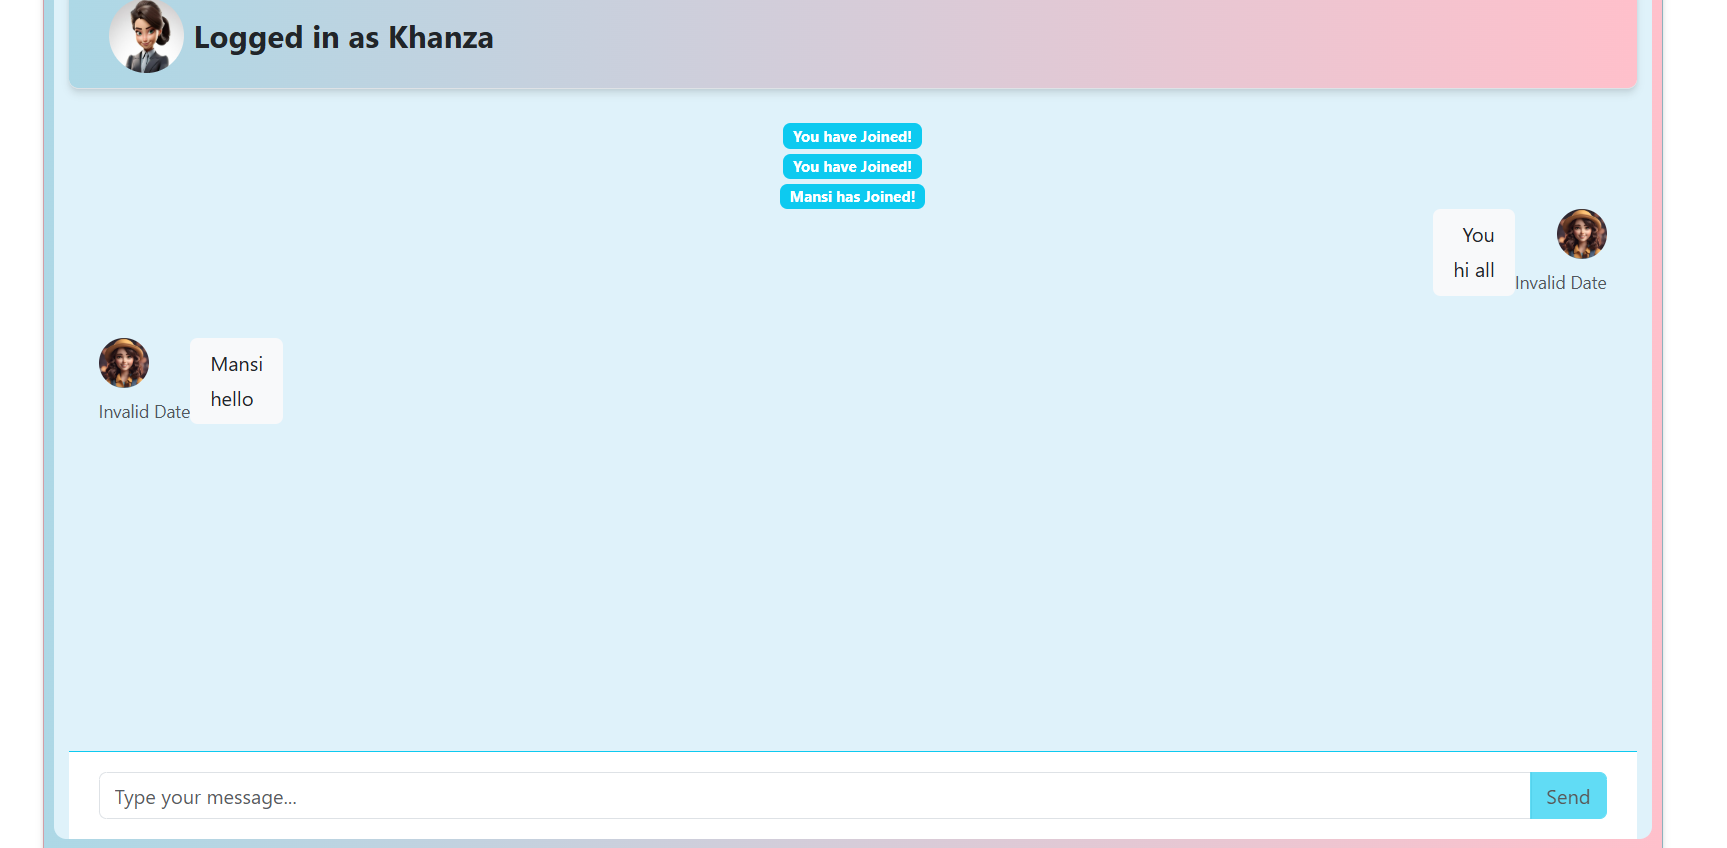 Logged in as Khanza
You have Joined!
You have Joined!
Mansi has Joined!
You
hi all
Invalid Date
Mansi
hello
Invalid Date
Type your message...
Send